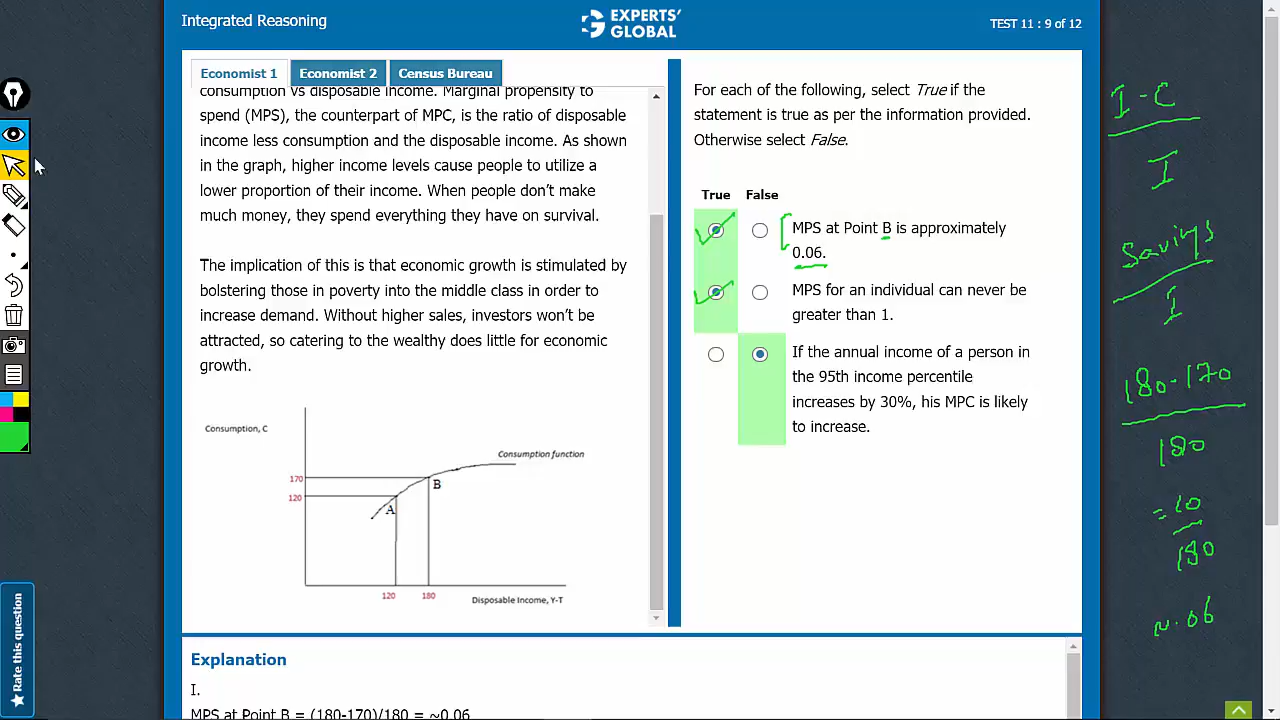 Integrated Reasoning
EXPERTS'
GLOBAL
TEST 11 : 9 of 12
Economist 1
Economist 2
Census Bureau
consumption vs disposable income. Marginal propensity to
spend (MPS), the counterpart of MPC, is the ratio of disposable
income less consumption and the disposable income. As shown
in the graph, higher income levels cause people to utilize a
lower proportion of their income. When people don't make
much money, they spend everything they have on survival.
The implication of this is that economic growth is stimulated by
bolstering those in poverty into the middle class in order to
increase demand. Without higher sales, investors won't be
attracted, so catering to the wealthy does little for economic
growth.
Consumption, C
Consumption function
170
B
120
A
120
180
Disposable Income, Y-T
For each of the following, select True if the
statement is true as per the information provided.
Otherwise select False.
True False
MPS at Point B is approximately
0.06.
MPS for an individual can never be
greater than 1.
If the annual income of a person in
the 95th income percentile
increases by 30%, his MPC is likely
to increase.
I - C
I
Savings
I
180-170
180
= 10
180
~.06
Explanation
I.
MPS at Point B = (180-170)/180 = ~0.06
★ Rate this question